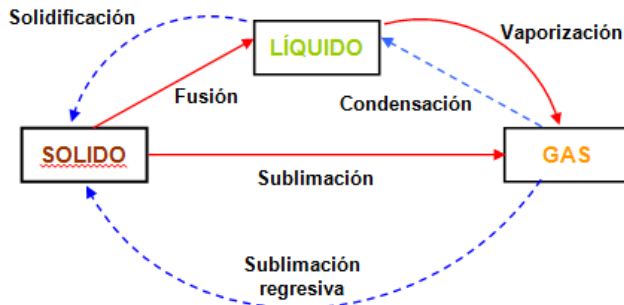 Solidificación
LÍQUIDO
Vaporización
Fusión
Condensación
SOLIDO
GAS
Sublimación
Sublimación
regresiva